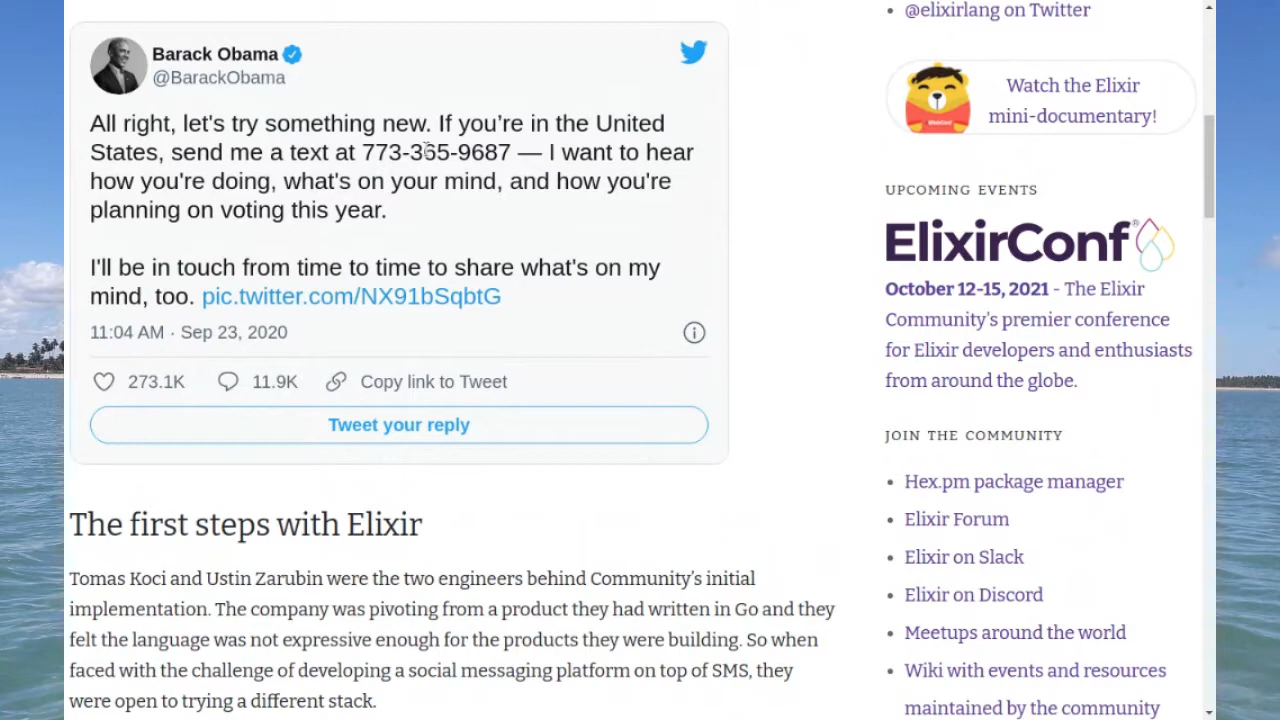 Barack Obama
@BarackObama
All right, let's try something new. If you’re in the United
States, send me a text at 773-365-9687 — I want to hear
how you're doing, what's on your mind, and how you're
planning on voting this year.
I'll be in touch from time to time to share what's on my
mind, too. pic.twitter.com/NX91bSqbtG
11:04 AM · Sep 23, 2020
273.1K 11.9K Copy link to Tweet
Tweet your reply
The first steps with Elixir
Tomas Koci and Ustin Zarubin were the two engineers behind Community’s initial
implementation. The company was pivoting from a product they had written in Go and they
felt the language was not expressive enough for the products they were building. So when
faced with the challenge of developing a social messaging platform on top of SMS, they
were open to trying a different stack.
• @elixirlang on Twitter
Watch the Elixir
mini-documentary!
UPCOMING EVENTS
ElixirConf®
October 12-15, 2021 - The Elixir
Community’s premier conference
for Elixir developers and enthusiasts
from around the globe.
JOIN THE COMMUNITY
• Hex.pm package manager
• Elixir Forum
• Elixir on Slack
• Elixir on Discord
• Meetups around the world
• Wiki with events and resources
maintained by the community